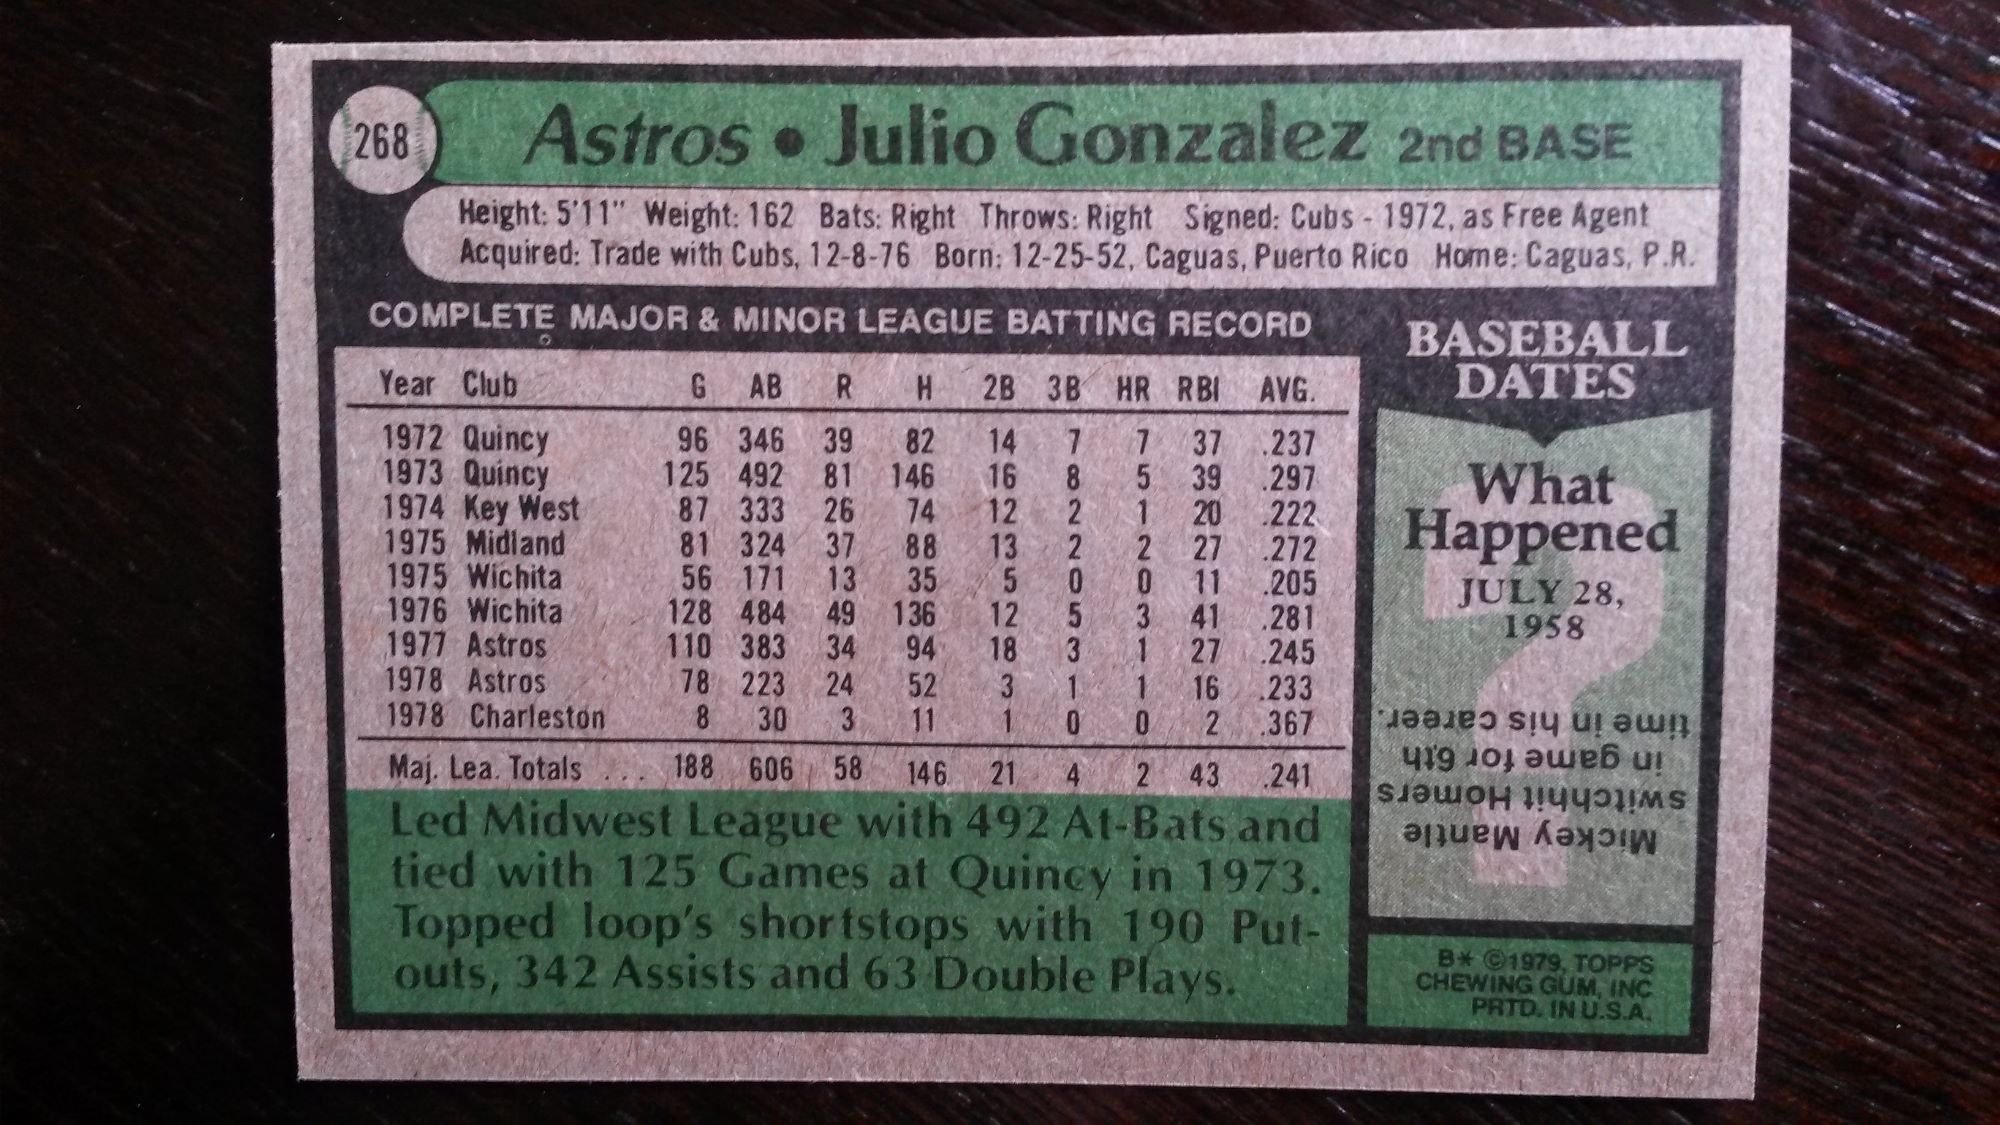 268
Astros • Julio Gonzalez 2nd BASE
Height: 5'11" Weight: 162 Bats: Right Throws: Right Signed: Cubs - 1972, as Free Agent
Acquired: Trade with Cubs, 12-8-76 Born: 12-25-52, Caguas, Puerto Rico Home: Caguas, P.R.
COMPLETE MAJOR & MINOR LEAGUE BATTING RECORD
Year Club G AB R H 2B 3B HR RBI AVG.
1972 Quincy 96 346 39 82 14 7 7 37 .237
1973 Quincy 125 492 81 146 16 8 5 39 .297
1974 Key West 87 333 26 74 12 2 1 20 .222
1975 Midland 81 324 37 88 13 2 2 27 .272
1975 Wichita 56 171 13 35 5 0 0 11 .205
1976 Wichita 128 484 49 136 12 5 3 41 .281
1977 Astros 110 383 34 94 18 3 1 27 .245
1978 Astros 78 223 24 52 3 1 1 16 .233
1978 Charleston 8 30 3 11 1 0 0 2 .367
Maj. Lea. Totals ... 188 606 58 146 21 4 2 43 .241
Led Midwest League with 492 At-Bats and
tied with 125 Games at Quincy in 1973.
Topped loop's shortstops with 190 Put-
outs, 342 Assists and 63 Double Plays.
BASEBALL
DATES
What
Happened
JULY 28,
1958
?
Mickey Mantle
switchhit Homers
in game for 6th
time in his career.
B* ©1979, TOPPS
CHEWING GUM, INC
PRTD. IN U.S.A.